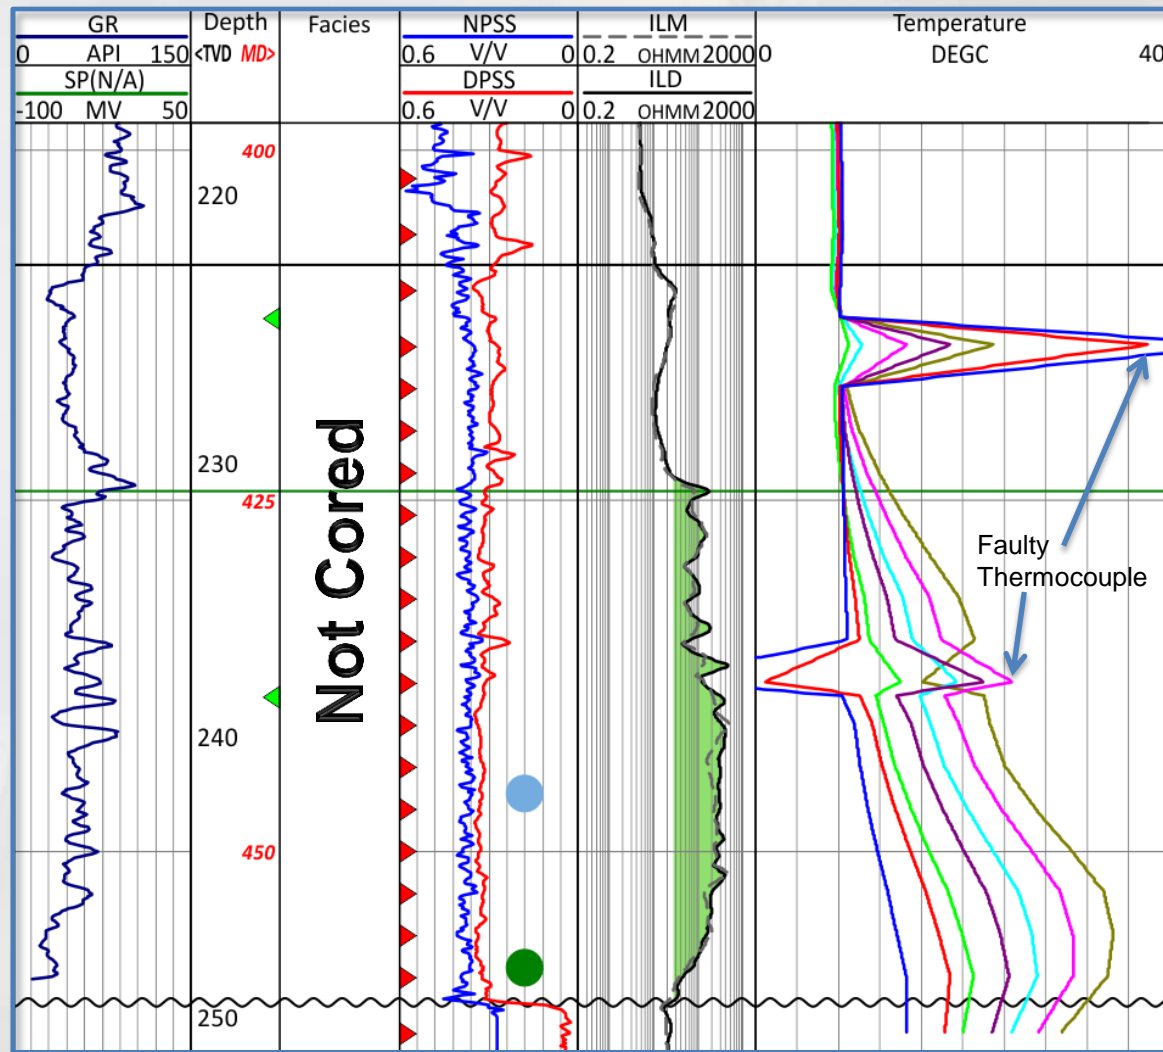 GR Depth Facies NPSS ILM Temperature
0 API 150 <TVD MD> 0.6 V/V 0 0.2 OHMM 2000 0 DEGC 40
SP(N/A) DPSS ILD
-100 MV 50 0.6 V/V 0 0.2 OHMM 2000
400
220
230
425
Not Cored
Faulty
Thermocouple
240
450
250